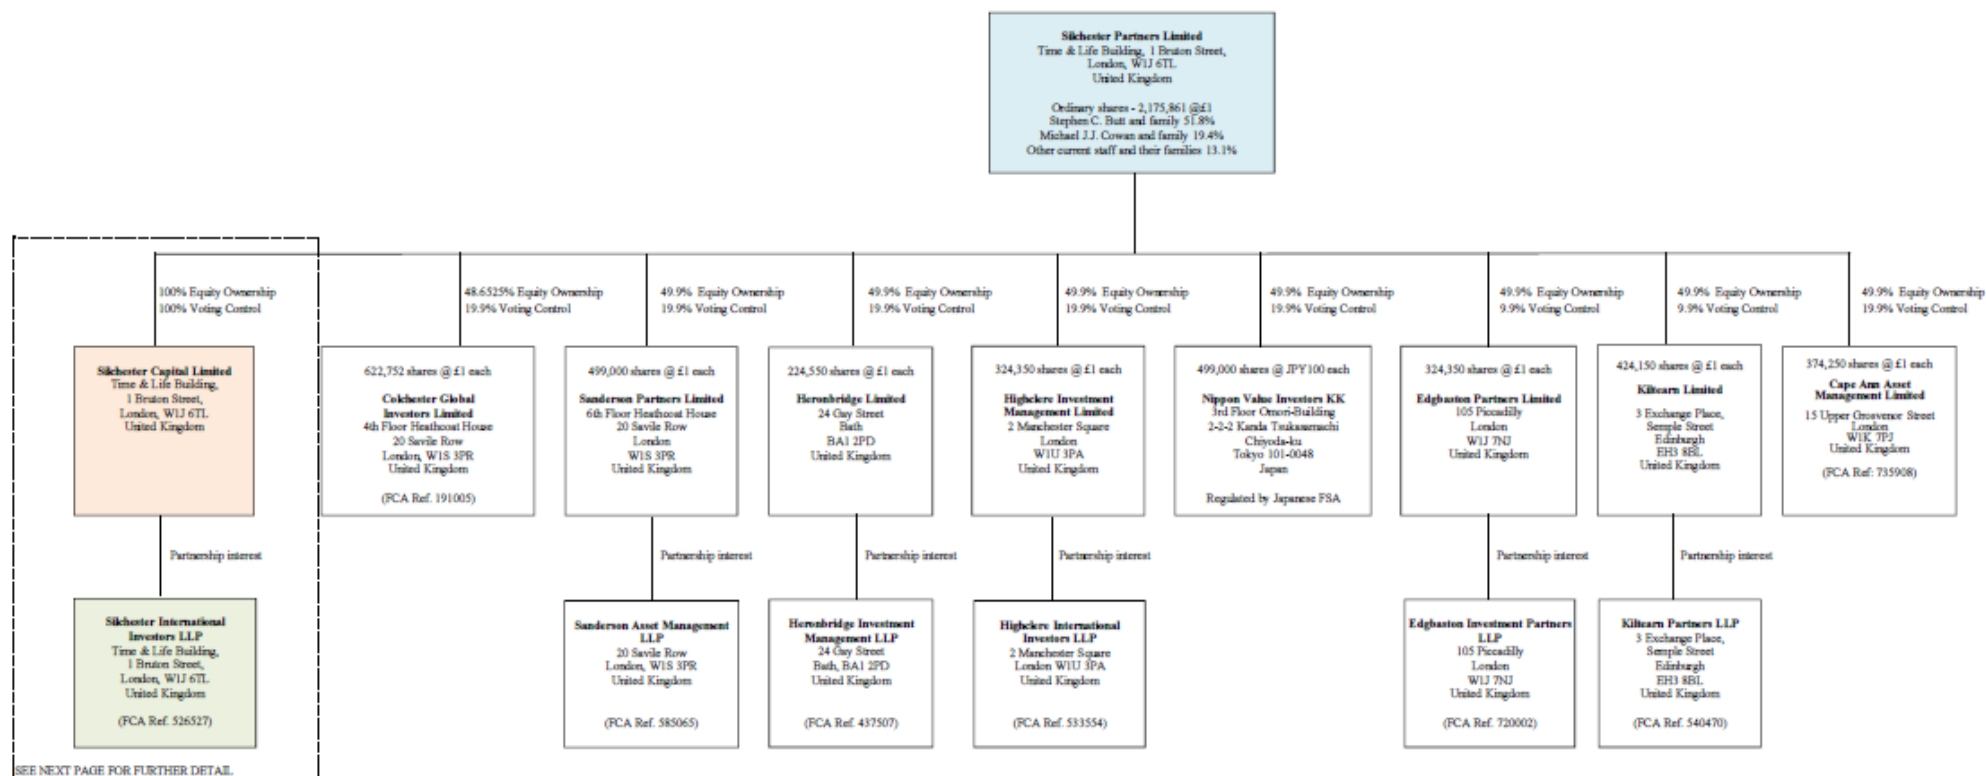 Silchester Partners Limited
Time & Life Building, 1 Bruton Street,
London, W1J 6TL
United Kingdom
Ordinary shares - 2,175,861 @£1
Stephen C. Butt and family 51.8%
Michael J.J. Cowan and family 19.4%
Other current staff and their families 13.1%
100% Equity Ownership
100% Voting Control
48.6525% Equity Ownership
19.9% Voting Control
49.9% Equity Ownership
19.9% Voting Control
49.9% Equity Ownership
19.9% Voting Control
49.9% Equity Ownership
19.9% Voting Control
49.9% Equity Ownership
19.9% Voting Control
49.9% Equity Ownership
9.9% Voting Control
49.9% Equity Ownership
9.9% Voting Control
49.9% Equity Ownership
19.9% Voting Control
Silchester Capital Limited
Time & Life Building,
1 Bruton Street,
London, W1J 6TL
United Kingdom
622,752 shares @ £1 each
Colchester Global
Investors Limited
4th Floor Heathcoat House
20 Savile Row
London, W1S 3PR
United Kingdom
(FCA Ref. 191005)
499,000 shares @ £1 each
Sanderson Partners Limited
6th Floor Heathcoat House
20 Savile Row
London
W1S 3PR
United Kingdom
224,550 shares @ £1 each
Heronbridge Limited
24 Gay Street
Bath
BA1 2PD
United Kingdom
324,350 shares @ £1 each
Highclere Investment
Management Limited
2 Manchester Square
London
W1U 3PA
United Kingdom
499,000 shares @ JPY100 each
Nippon Value Investors KK
3rd Floor Omori-Building
2-2-2 Kanda Tsukasamachi
Chiyoda-ku
Tokyo 101-0048
Japan
Regulated by Japanese FSA
324,350 shares @ £1 each
Edgbaston Partners Limited
105 Piccadilly
London
W1J 7NJ
United Kingdom
424,150 shares @ £1 each
Kiltearn Limited
3 Exchange Place,
Semple Street
Edinburgh
EH3 8BL
United Kingdom
374,250 shares @ £1 each
Cape Ann Asset
Management Limited
15 Upper Grosvenor Street
London
W1K 7PJ
United Kingdom
(FCA Ref: 735908)
Partnership interest
Partnership interest
Partnership interest
Partnership interest
Partnership interest
Partnership interest
Silchester International
Investors LLP
Time & Life Building,
1 Bruton Street,
London, W1J 6TL
United Kingdom
(FCA Ref. 526527)
Sanderson Asset Management
LLP
20 Savile Row
London, W1S 3PR
United Kingdom
(FCA Ref. 585065)
Heronbridge Investment
Management LLP
24 Gay Street
Bath, BA1 2PD
United Kingdom
(FCA Ref. 437507)
Highclere International
Investors LLP
2 Manchester Square
London W1U 3PA
United Kingdom
(FCA Ref. 533554)
Edgbaston Investment Partners
LLP
105 Piccadilly
London
W1J 7NJ
United Kingdom
(FCA Ref. 720002)
Kiltearn Partners LLP
3 Exchange Place,
Semple Street
Edinburgh
EH3 8BL
United Kingdom
(FCA Ref. 540470)
SEE NEXT PAGE FOR FURTHER DETAIL